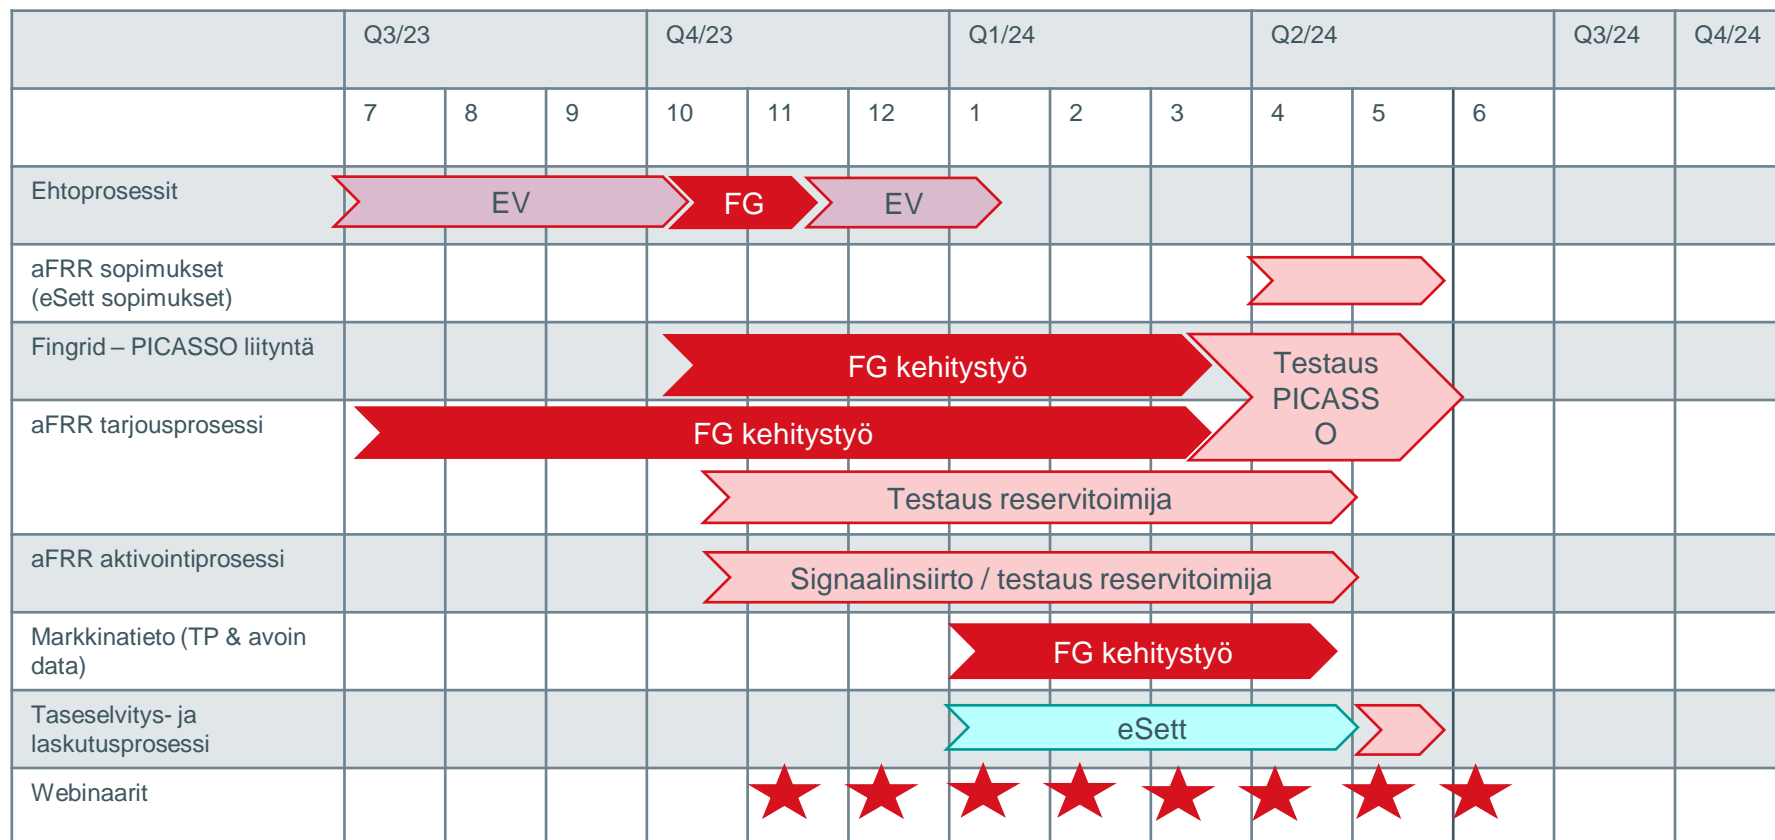 Q3/23 Q4/23 Q1/24 Q2/24 Q3/24 Q4/24
7 8 9 10 11 12 1 2 3 4 5 6
Ehtoprosessit EV FG EV
aFRR sopimukset
(eSett sopimukset)
Fingrid – PICASSO liityntä FG kehitystyö
Testaus
PICASS
O
aFRR tarjousprosessi FG kehitystyö
Testaus reservitoimija
aFRR aktivointiprosessi Signaalinsiirto / testaus reservitoimija
Markkinatieto (TP & avoin
data)
FG kehitystyö
Taseselvitys- ja
laskutusprosessi
eSett
Webinaarit